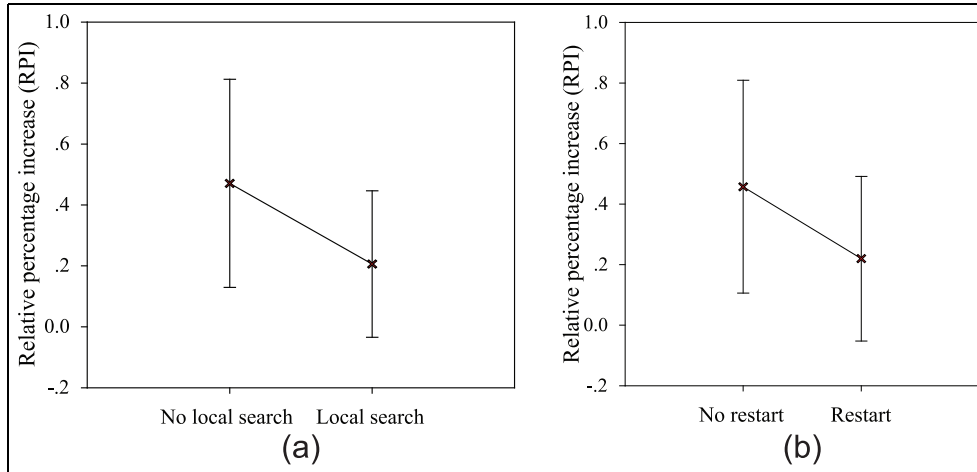 Relative percentage increase (RPI)
1.0
.8
.6
.4
.2
0.0
-.2
No local search Local search
(a)
Relative percentage increase (RPI)
1.0
.8
.6
.4
.2
0.0
-.2
No restart Restart
(b)